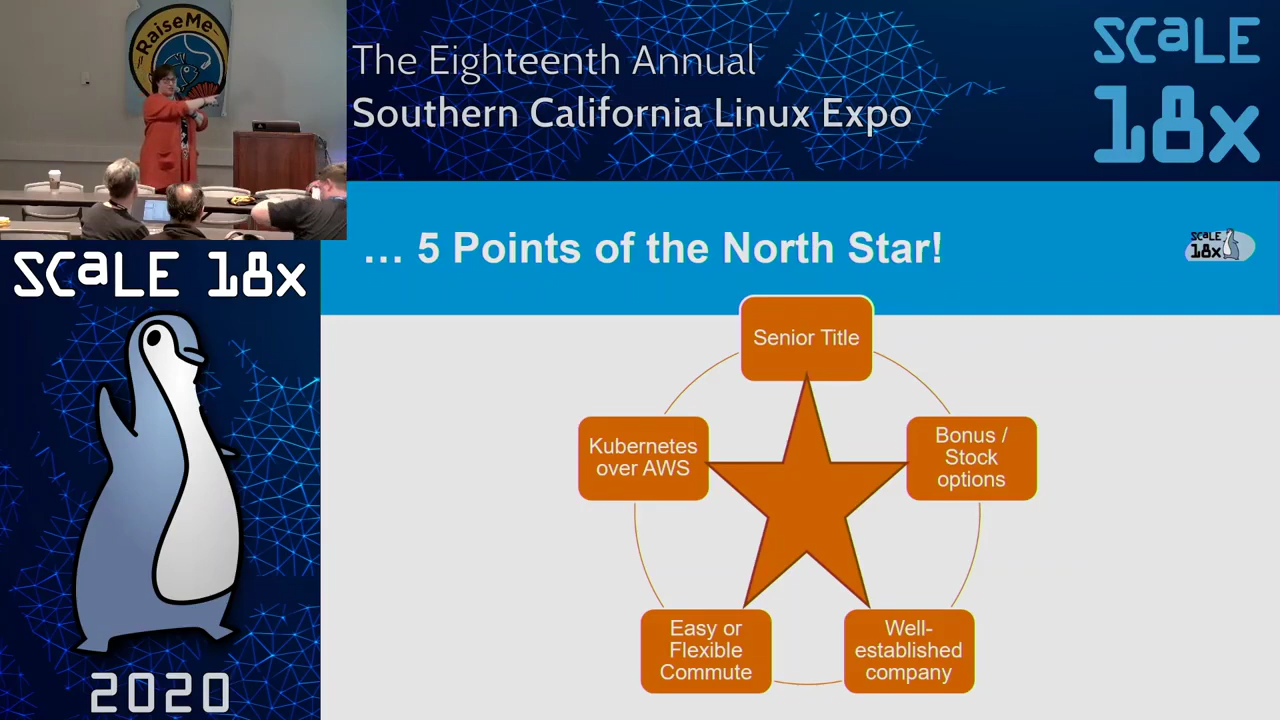 RaiseMe
The Eighteenth Annual
Southern California Linux Expo
SCaLE
18x
... 5 Points of the North Star!
SCALE
18x
SCaLE 18x
Senior Title
Kubernetes
over AWS
Bonus /
Stock
options
Easy or
Flexible
Commute
Well-
established
company
2020